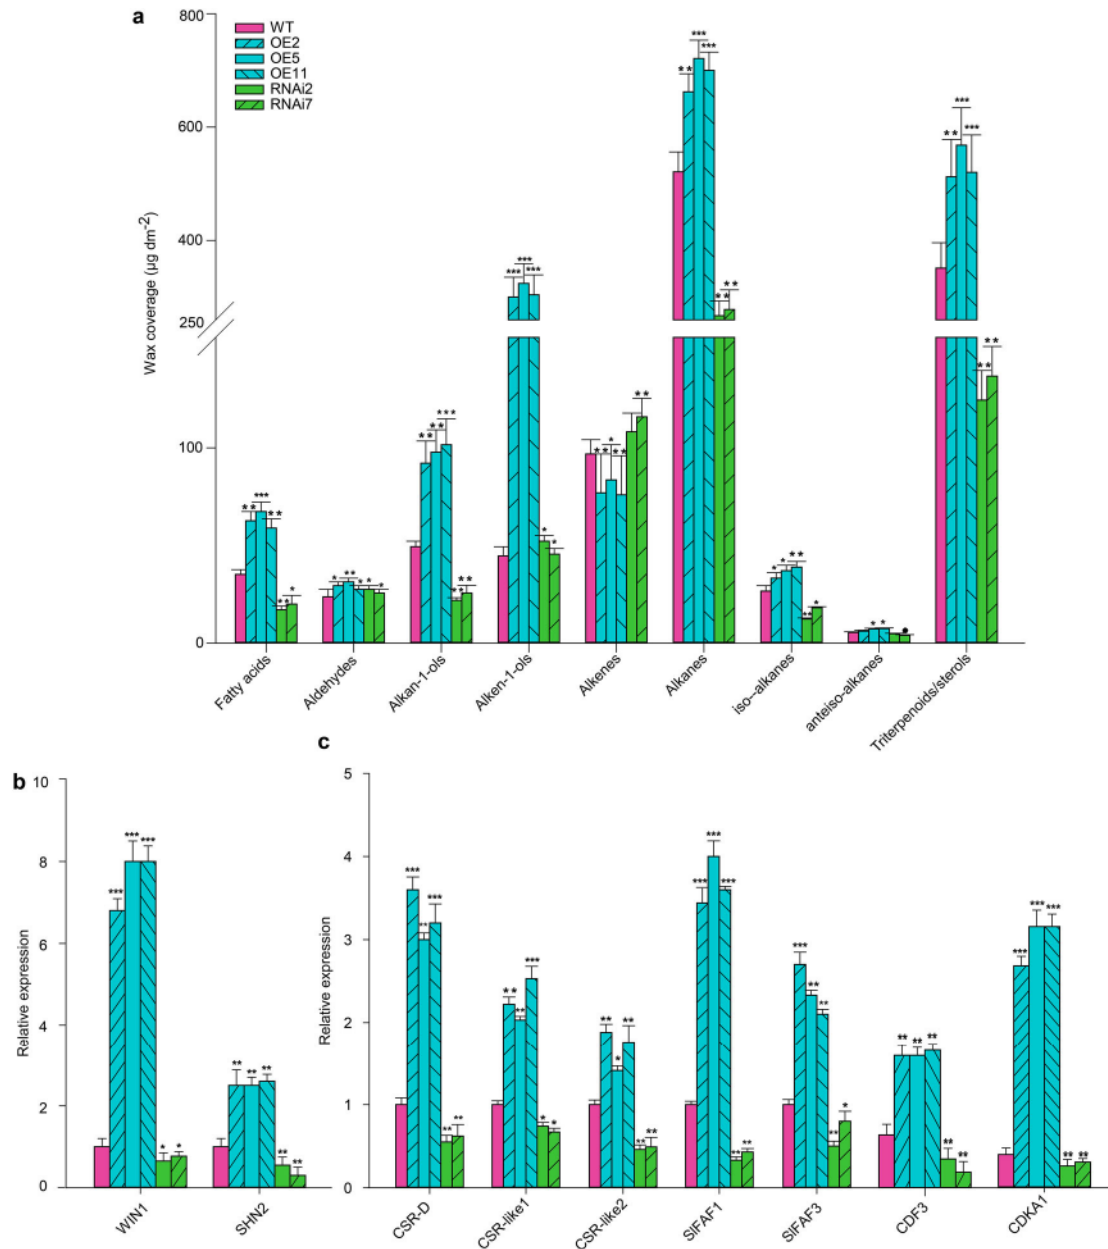 a
WT
OE2
OE5
OE11
RNAi2
RNAi7
Wax coverage (µg dm-2)
800
600
400
250
100
0
** *** ** ** *
* ** * * *
** ** *** ** **
*** *** *** * *
** * ** **
** *** *** ** **
* * ** ** *
* *
** *** *** ** **
Fatty acids
Aldehydes
Alkan-1-ols
Alken-1-ols
Alkenes
Alkanes
iso--alkanes
anteiso-alkanes
Triterpenoids/sterols
b
Relative expression
10
8
6
4
2
0
*** *** *** * *
** ** ** ** **
WIN1
SHN2
c
Relative expression
5
4
3
2
1
0
*** ** *** ** **
** ** *** * *
** * ** ** **
*** *** *** ** **
*** ** ** ** *
** ** ** ** **
*** *** *** ** **
CSR-D
CSR-like1
CSR-like2
SlFAF1
SlFAF3
CDF3
CDKA1